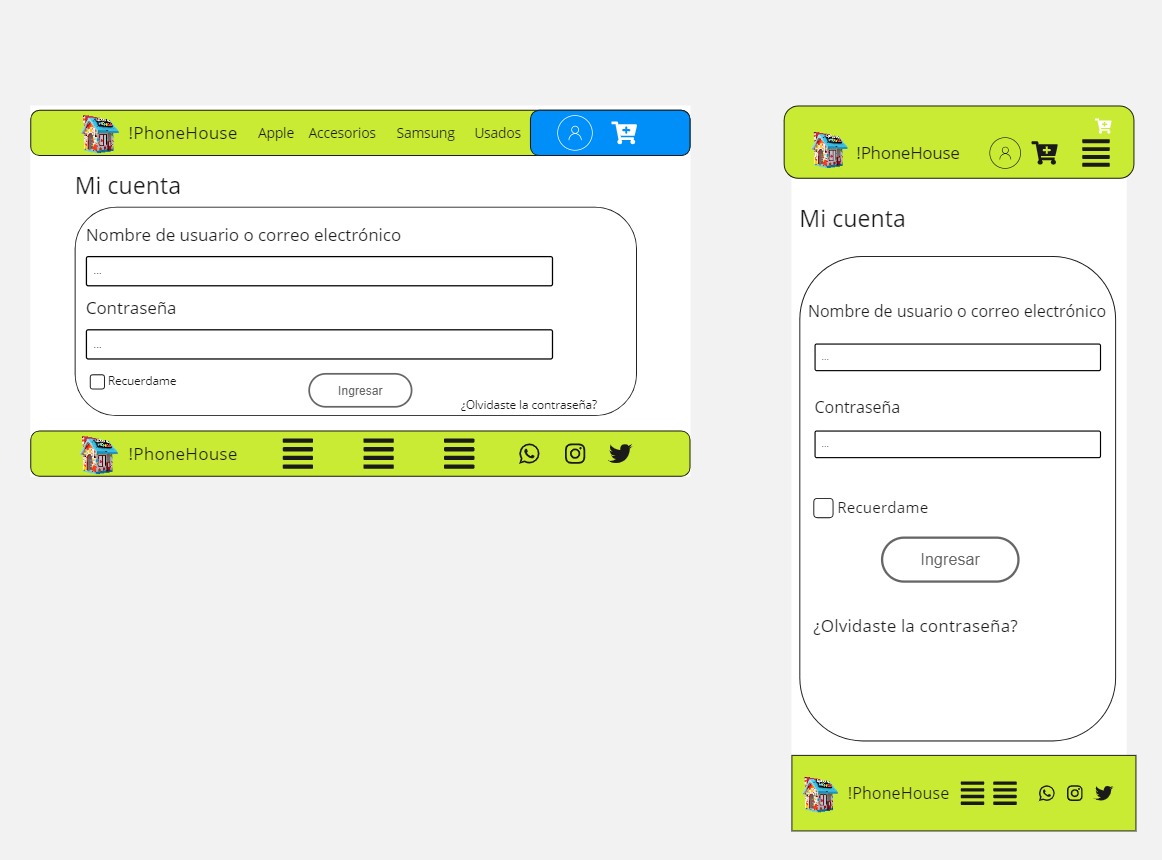 !PhoneHouse Apple Accesorios Samsung Usados
Mi cuenta
Nombre de usuario o correo electrónico
...
Contraseña
...
Recuerdame
Ingresar
¿Olvidaste la contraseña?
!PhoneHouse
!PhoneHouse
Mi cuenta
Nombre de usuario o correo electrónico
...
Contraseña
...
Recuerdame
Ingresar
¿Olvidaste la contraseña?
!PhoneHouse